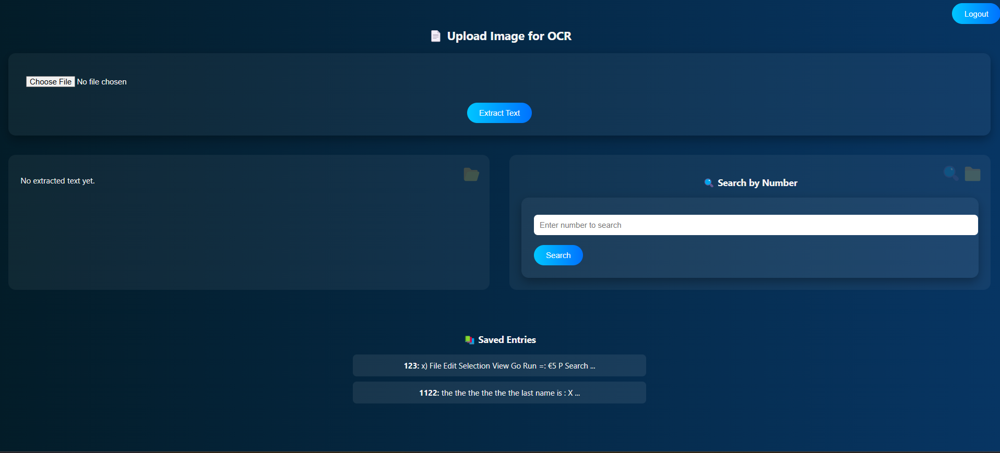 Logout
Upload Image for OCR
Choose File No file chosen
Extract Text
No extracted text yet.
Search by Number
Enter number to search
Search
Saved Entries
123: x) File Edit Selection View Go Run =: €5 P Search ...
1122: the the the the the the last name is : X ...